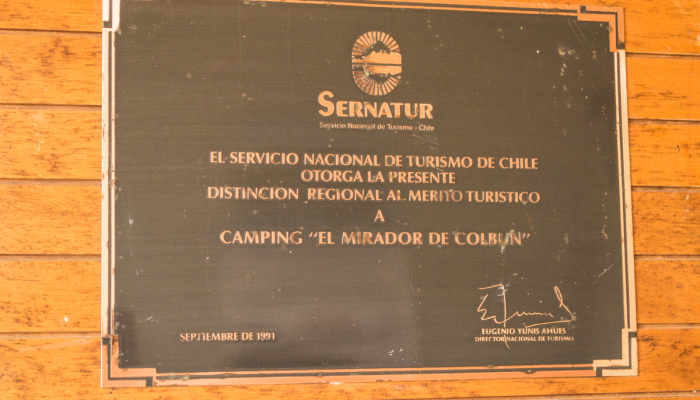 SERNATUR
Servicio Nacional de Turismo - Chile
EL SERVICIO NACIONAL DE TURISMO DE CHILE
OTORGA LA PRESENTE
DISTINCION REGIONAL AL MERITO TURISTICO
A
CAMPING "EL MIRADOR DE COLBUN"
EUGENIO YUNIS AHUES
DIRECTOR NACIONAL DE TURISMO
SEPTIEMBRE DE 1991